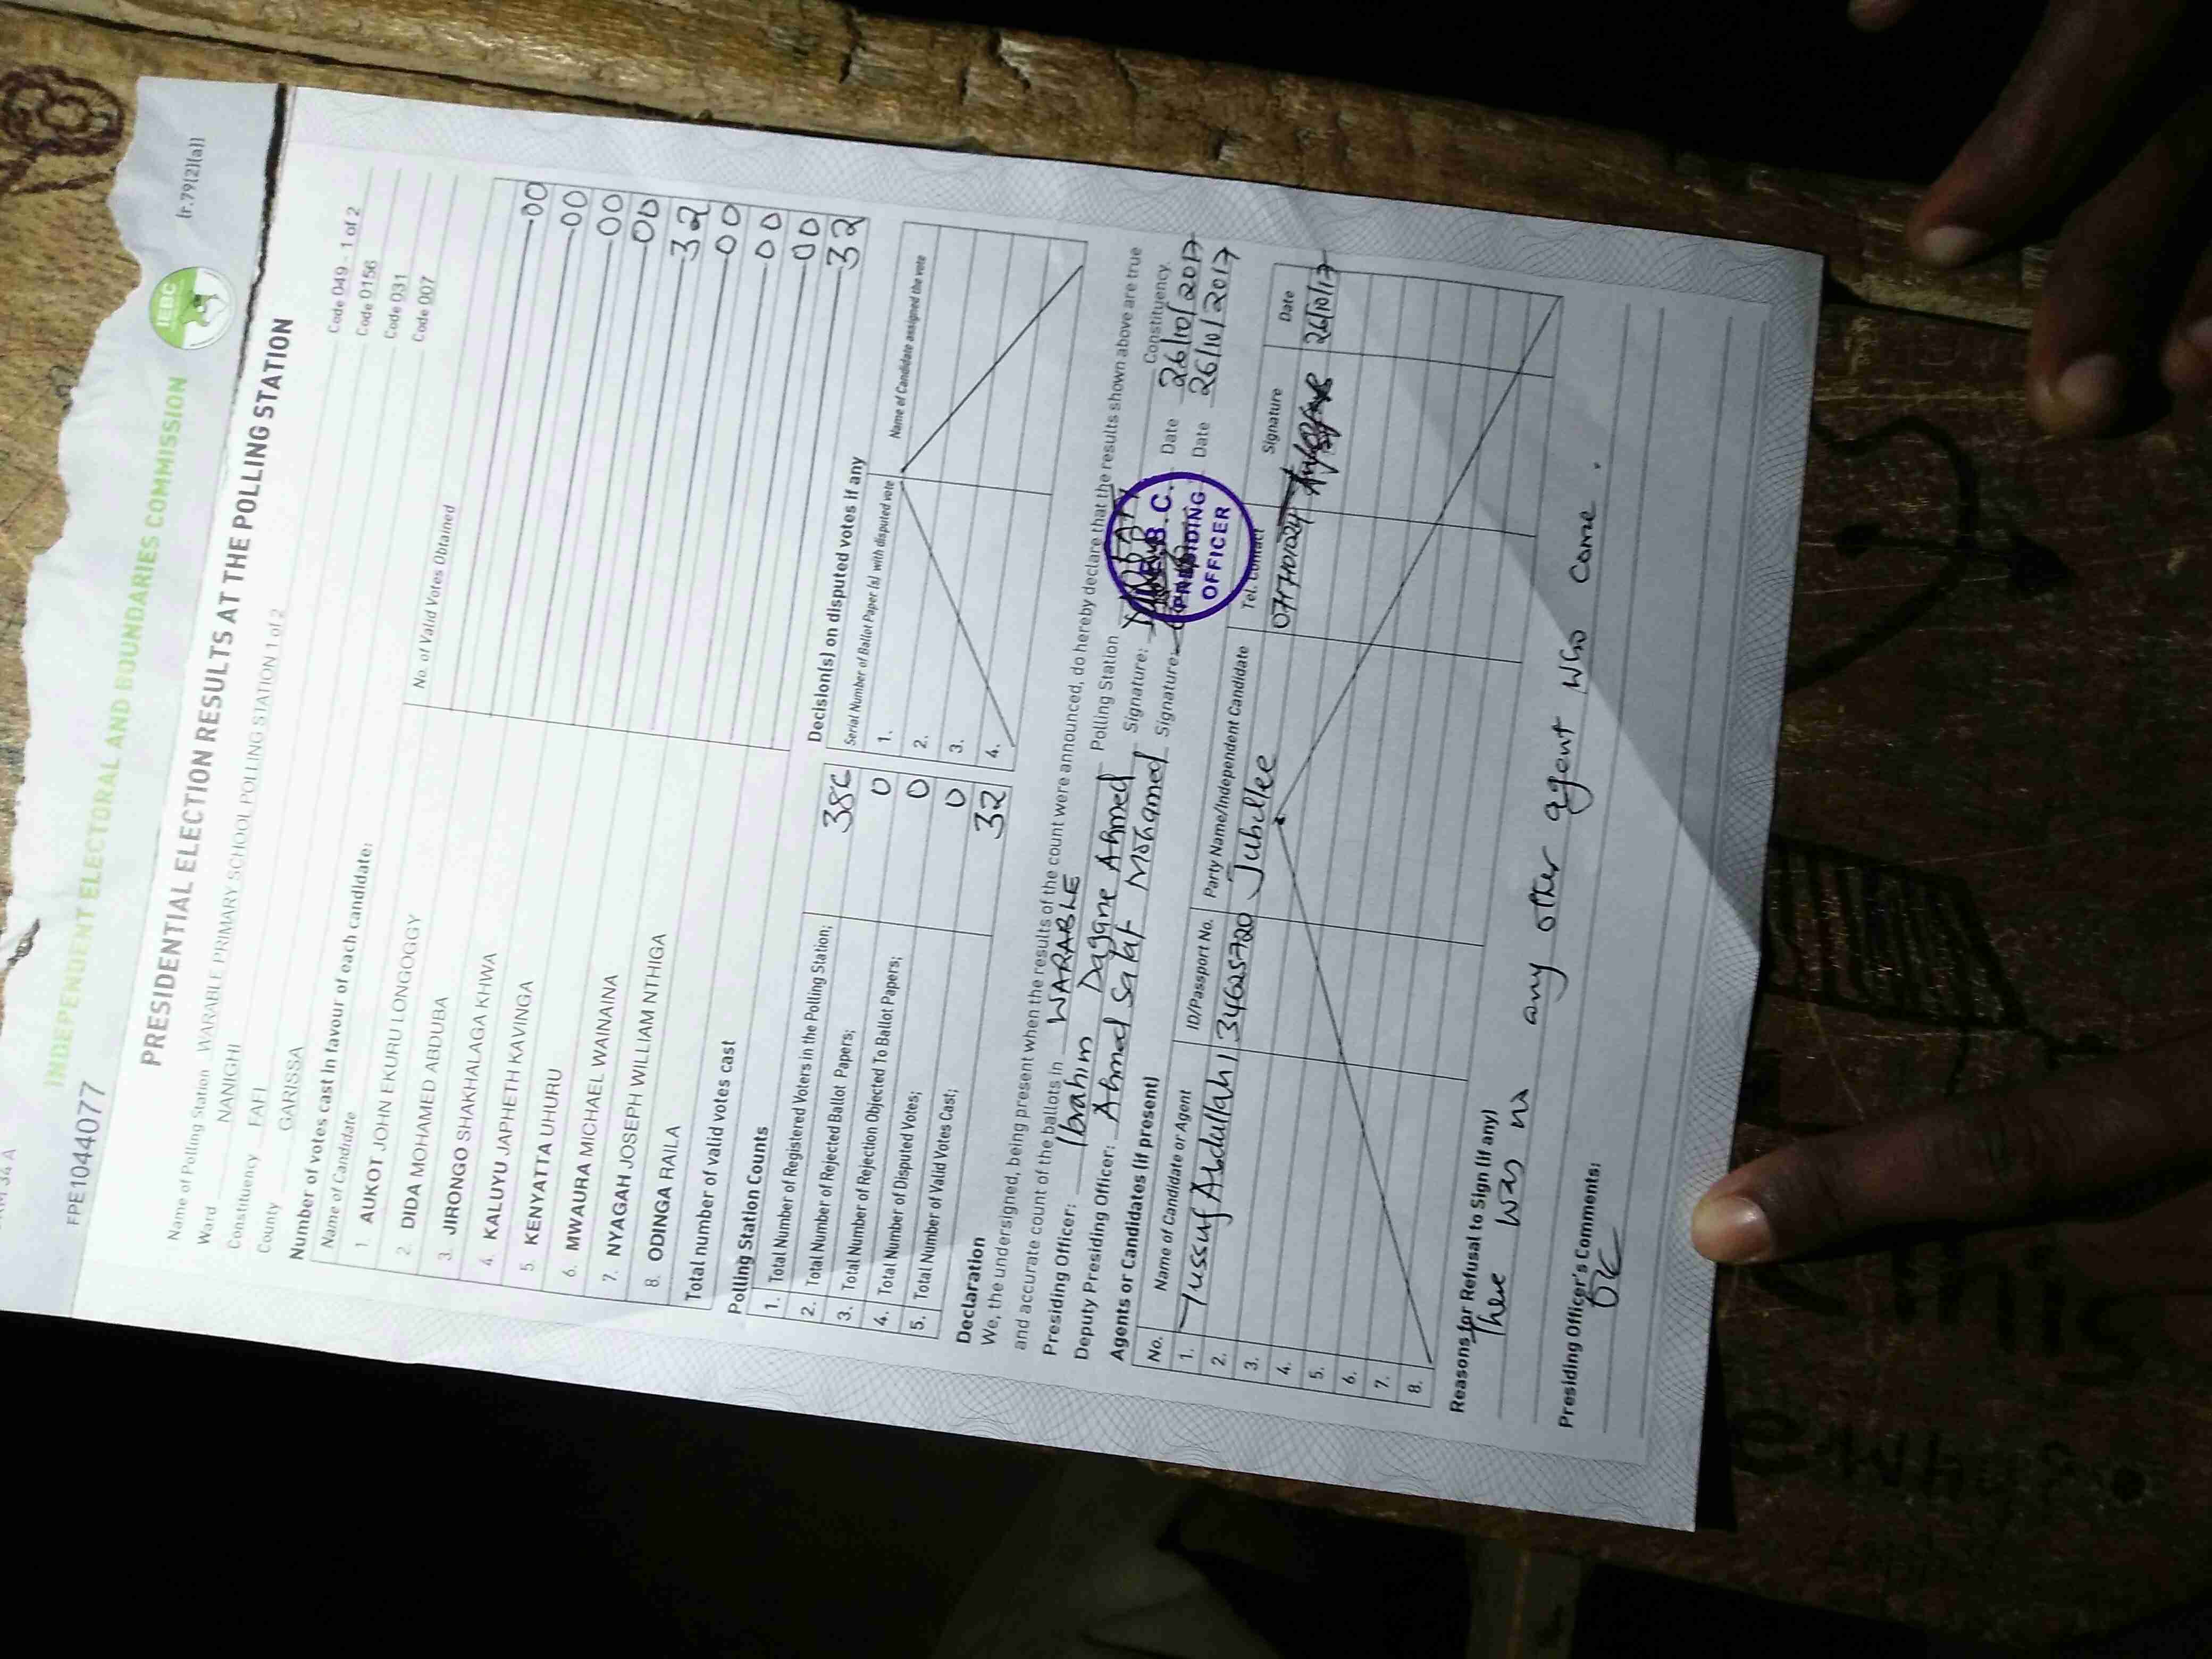 INDEPENDENT ELECTORAL AND BOUNDARIES COMMISSION
IEBC
(r.79(2)(a))
FPE1044077
PRESIDENTIAL ELECTION RESULTS AT THE POLLING STATION
Name of Polling Station WARABLE PRIMARY SCHOOL POLLING STATION 1 of 2 Code 049 - 1 of 2
Ward NANIGHI Code 0156
Constituency FAFI Code 031
County GARISSA Code 007
Number of votes cast in favour of each candidate:
Name of Candidate No. of Valid Votes Obtained
1. AUKOT JOHN EKURU LONGOGGY 00
2. DIDA MOHAMED ABDUBA 00
3. JIRONGO SHAKHALAGA KHWA 00
4. KALUYU JAPHETH KAVINGA 00
5. KENYATTA UHURU 32
6. MWAURA MICHAEL WAINAINA 00
7. NYAGAH JOSEPH WILLIAM NTHIGA 00
8. ODINGA RAILA 00
Total number of valid votes cast 32
Polling Station Counts
1. Total Number of Registered Voters in the Polling Station;
2. Total Number of Rejected Ballot Papers; 0
3. Total Number of Rejection Objected To Ballot Papers; 0
4. Total Number of Disputed Votes; 0
5. Total Number of Valid Votes Cast; 32
Decision(s) on disputed votes if any
Serial Number of Ballot Paper (s) with disputed vote Name of Candidate assigned the vote
1.
2.
3.
4.
Declaration
We, the undersigned, being present when the results of the count were announced, do hereby declare that the results shown above are true
and accurate count of the ballots in WARABLE Polling Station Constituency.
Presiding Officer: Ibrahim Dagane Ahmed Signature: Date 26/10/2017
Deputy Presiding Officer: Ahmed Salat Mohamed Signature: Date 26/10/2017
I.E.B.C.
PRESIDING
OFFICER
Agents or Candidates (if present)
No. Name of Candidate or Agent ID/Passport No. Party Name/Independent Candidate Tel. Contact Signature Date
1. Yussuf Abdullahi 34625720 Jubilee 26/10/17
2.
3.
4.
5.
6.
7.
8.
Reasons for Refusal to Sign (if any)
There was no any other agent who came.
Presiding Officer's Comments:
OK